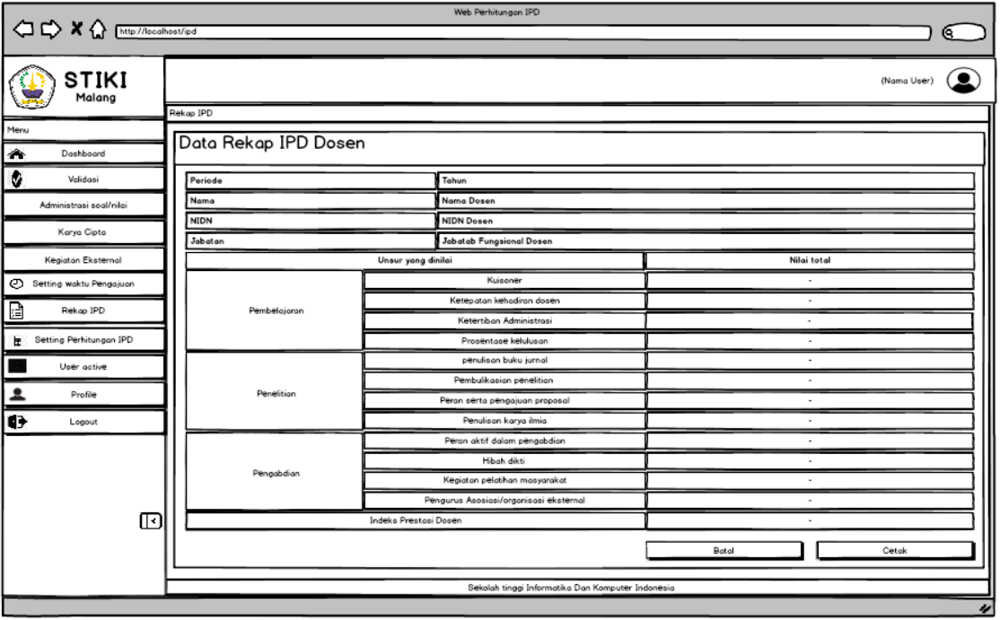 Web Perhitungan IPD
http://localhost/ipd
STIKI
Malang
(Nama User)
Rekap IPD
Menu
Dashboard
Validasi
Administrasi soal/nilai
Karya Cipta
Kegiatan Eksternal
Setting waktu Pengajuan
Rekap IPD
Setting Perhitungan IPD
User active
Profile
Logout
Data Rekap IPD Dosen
Periode Tahun
Nama Nama Dosen
NIDN NIDN Dosen
Jabatan Jabatab Fungsional Dosen
Unsur yang dinilai Nilai total
Pembelajaran
Kuisoner -
Ketepatan kehadiran dosen -
Ketertiban Administrasi -
Prosentase kelulusan -
Penelitian
penulisan buku jurnal -
Pembulikasian penelitian -
Peran serta pengajuan proposal -
Penulisan karya ilmia -
Pengabdian
Peran aktif dalam pengabdian -
Hibah dikti -
Kegiatan pelatihan masyarakat -
Pengurus Asosiasi/organisasi eksternal -
Indeks Prestasi Dosen -
Batal Cetak
Sekolah tinggi Informatika Dan Komputer Indonesia